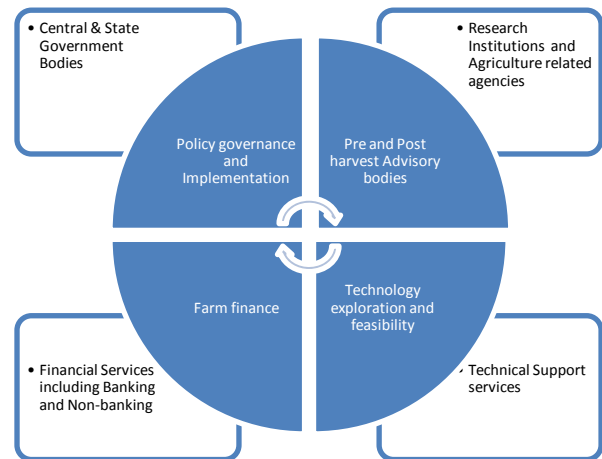 • Central & State
Government
Bodies
• Research
Institutions and
Agriculture related
agencies
Policy governance
and
Implementation
Pre and Post
harvest Advisory
bodies
Farm finance
Technology
exploration and
feasibility
• Financial Services
including Banking
and Non-banking
• Technical Support
services